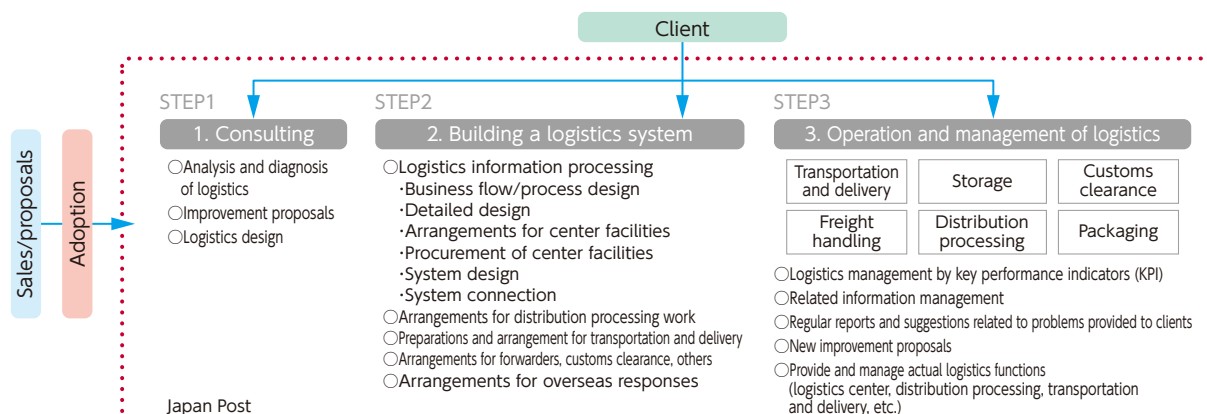 Client
Sales/proposals
Adoption
STEP1
1. Consulting
○Analysis and diagnosis
of logistics
○Improvement proposals
○Logistics design
STEP2
2. Building a logistics system
○Logistics information processing
・Business flow/process design
・Detailed design
・Arrangements for center facilities
・Procurement of center facilities
・System design
・System connection
○Arrangements for distribution processing work
○Preparations and arrangement for transportation and delivery
○Arrangements for forwarders, customs clearance, others
○Arrangements for overseas responses
STEP3
3. Operation and management of logistics
Transportation
and delivery
Storage
Customs
clearance
Freight
handling
Distribution
processing
Packaging
○Logistics management by key performance indicators (KPI)
○Related information management
○Regular reports and suggestions related to problems provided to clients
○New improvement proposals
○Provide and manage actual logistics functions
(logistics center, distribution processing, transportation
and delivery, etc.)
Japan Post